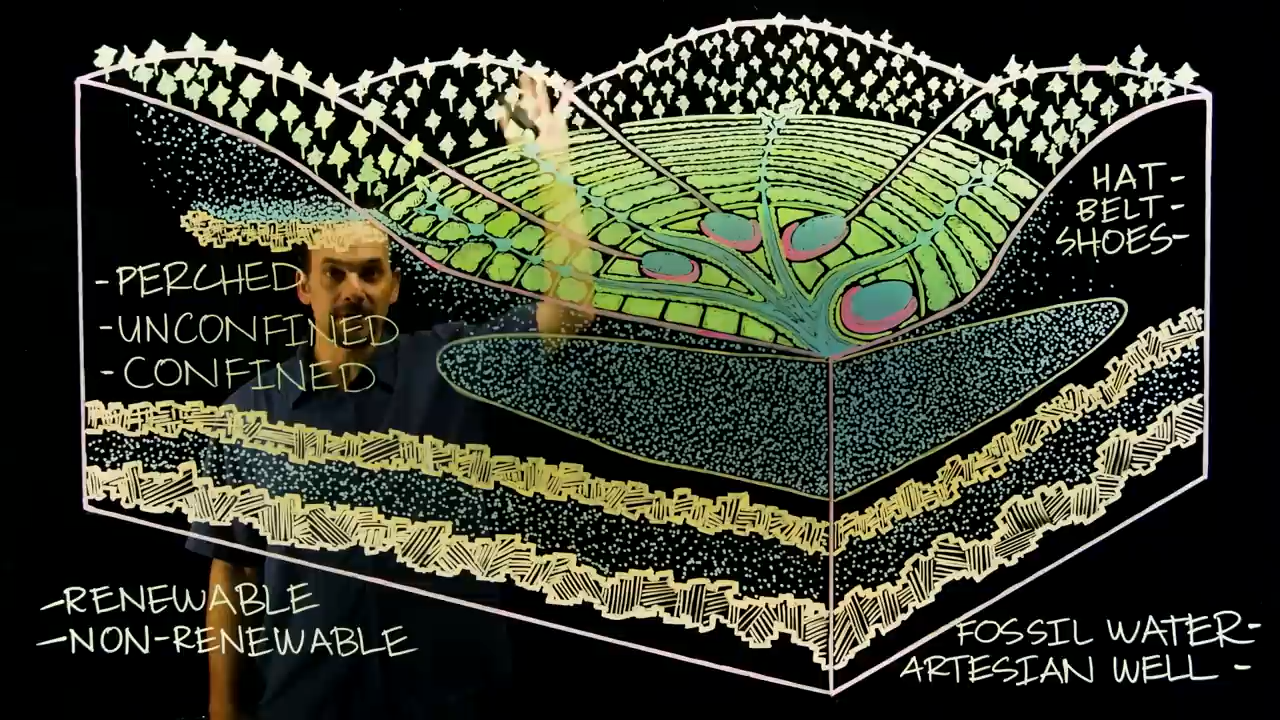 HAT-
BELT-
SHOES-
-PERCHED
-UNCONFINED
-CONFINED
-RENEWABLE
-NON-RENEWABLE
FOSSIL WATER-
ARTESIAN WELL -